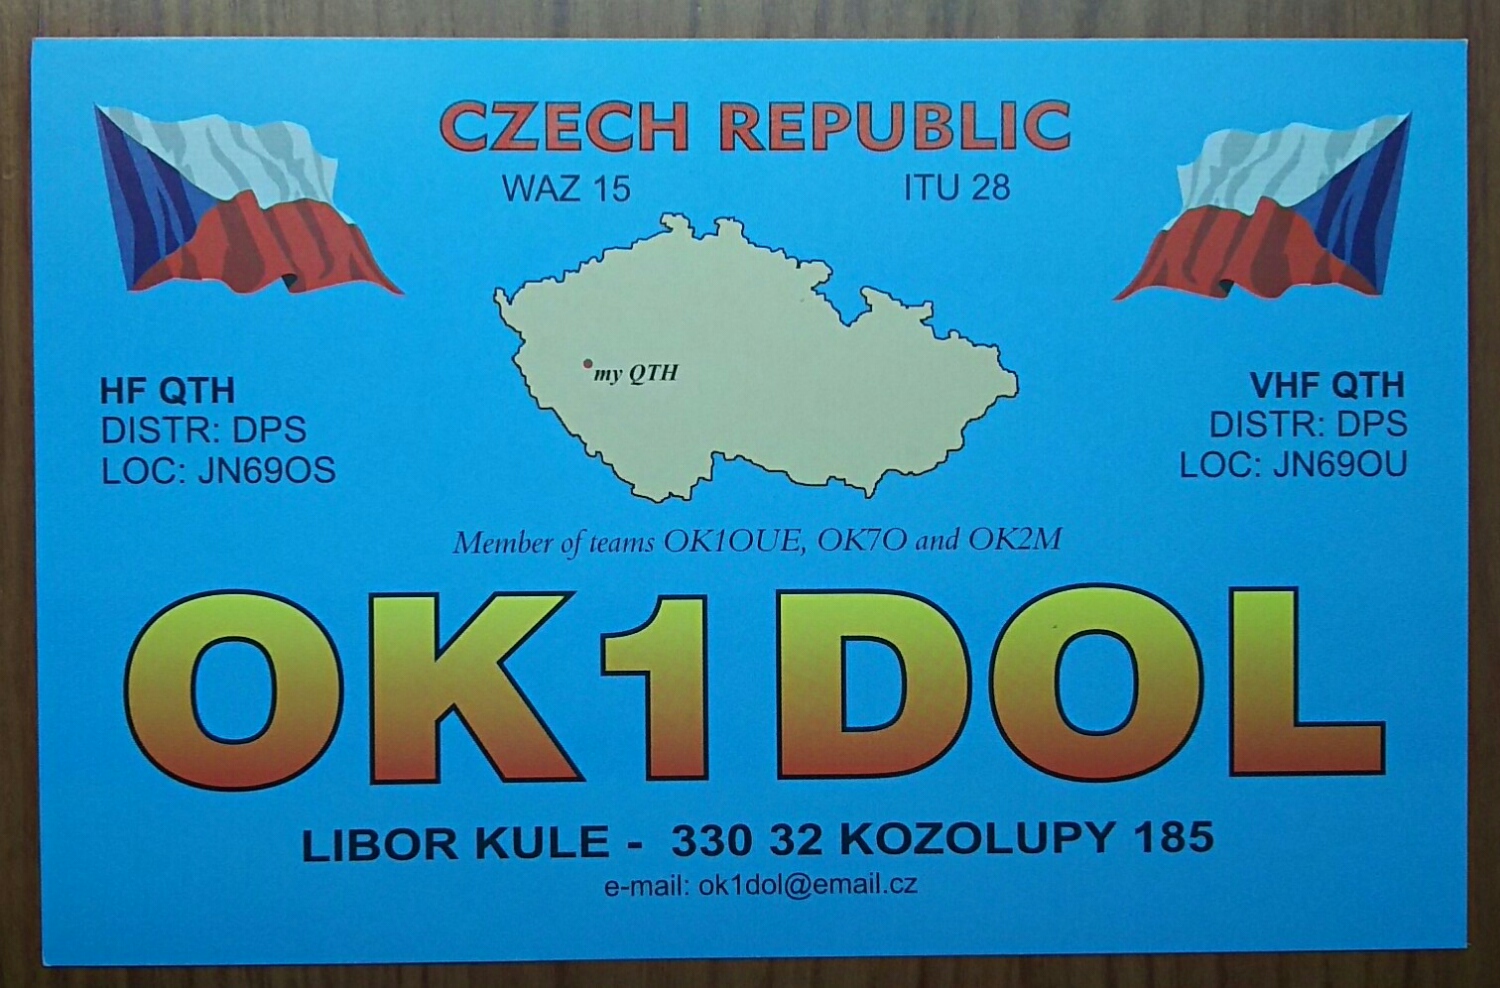 CZECH REPUBLIC
WAZ 15 ITU 28
my QTH
HF QTH
DISTR: DPS
LOC: JN69OS
VHF QTH
DISTR: DPS
LOC: JN69OU
Member of teams OK1OUE, OK7O and OK2M
OK1DOL
LIBOR KULE - 330 32 KOZOLUPY 185
e-mail: ok1dol@email.cz